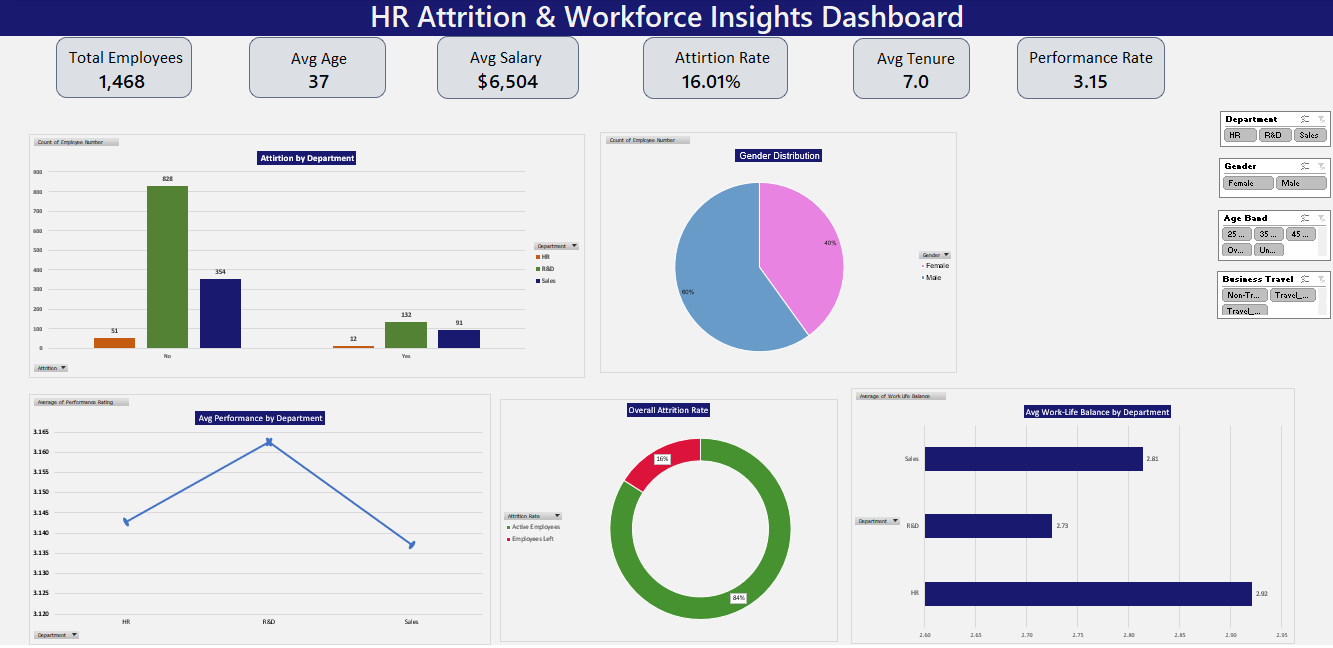 HR Attrition & Workforce Insights Dashboard
Total Employees
1,468
Avg Age
37
Avg Salary
$6,504
Attirtion Rate
16.01%
Avg Tenure
7.0
Performance Rate
3.15
Department
HR R&D Sales
Gender
Female Male
Age Band
25 ... 35 ... 45 ...
Ov... Un...
Business Travel
Non-Tr... Travel_...
Travel_...
Count of Employee Number
Attirtion by Department
900
800
700
600
500
400
300
200
100
0
51
828
354
12
132
91
No
Yes
Department
HR
R&D
Sales
Attrition
Count of Employee Number
Gender Distribution
40%
60%
Gender
Female
Male
Average of Performance Rating
Avg Performance by Department
3.165
3.160
3.155
3.150
3.145
3.140
3.135
3.130
3.125
3.120
HR
R&D
Sales
Department
Overall Attrition Rate
16%
84%
Attrition Rate
Active Employees
Employees Left
Average of Work Life Balance
Avg Work-Life Balance by Department
Sales
2.81
R&D
2.73
HR
2.92
Department
2.60 2.65 2.70 2.75 2.80 2.85 2.90 2.95